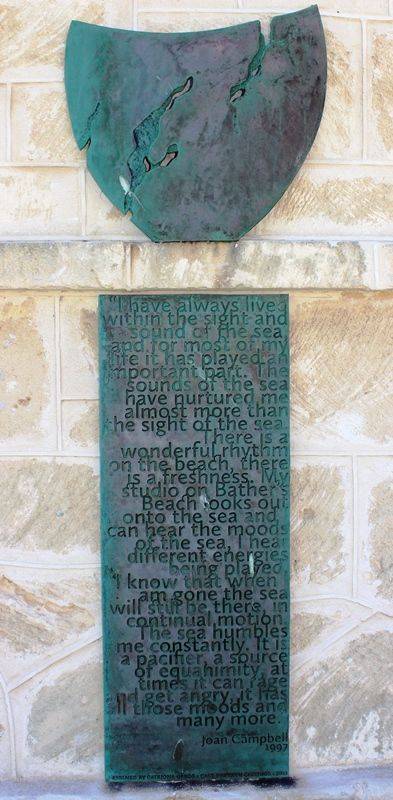 "I have always lived
within the sight and
sound of the sea
and for most of my
life it has played an
important part. The
sounds of the sea
have nurtured me
almost more than
the sight of the sea.
There is a
wonderful rhythm
on the beach, there
is a freshness. My
studio on Bather's
Beach looks out
onto the sea and I
can hear the moods
of the sea, I hear
different energies
being played.
I know that when I
am gone the sea
will still be there, in
continual motion.
The sea humbles
me constantly. It is
a pacifier, a source
of equanimity, at
times it can rage
and get angry, it has
all those moods and
many more.
Joan Campbell
1997
DESIGNED BY CATRIONA